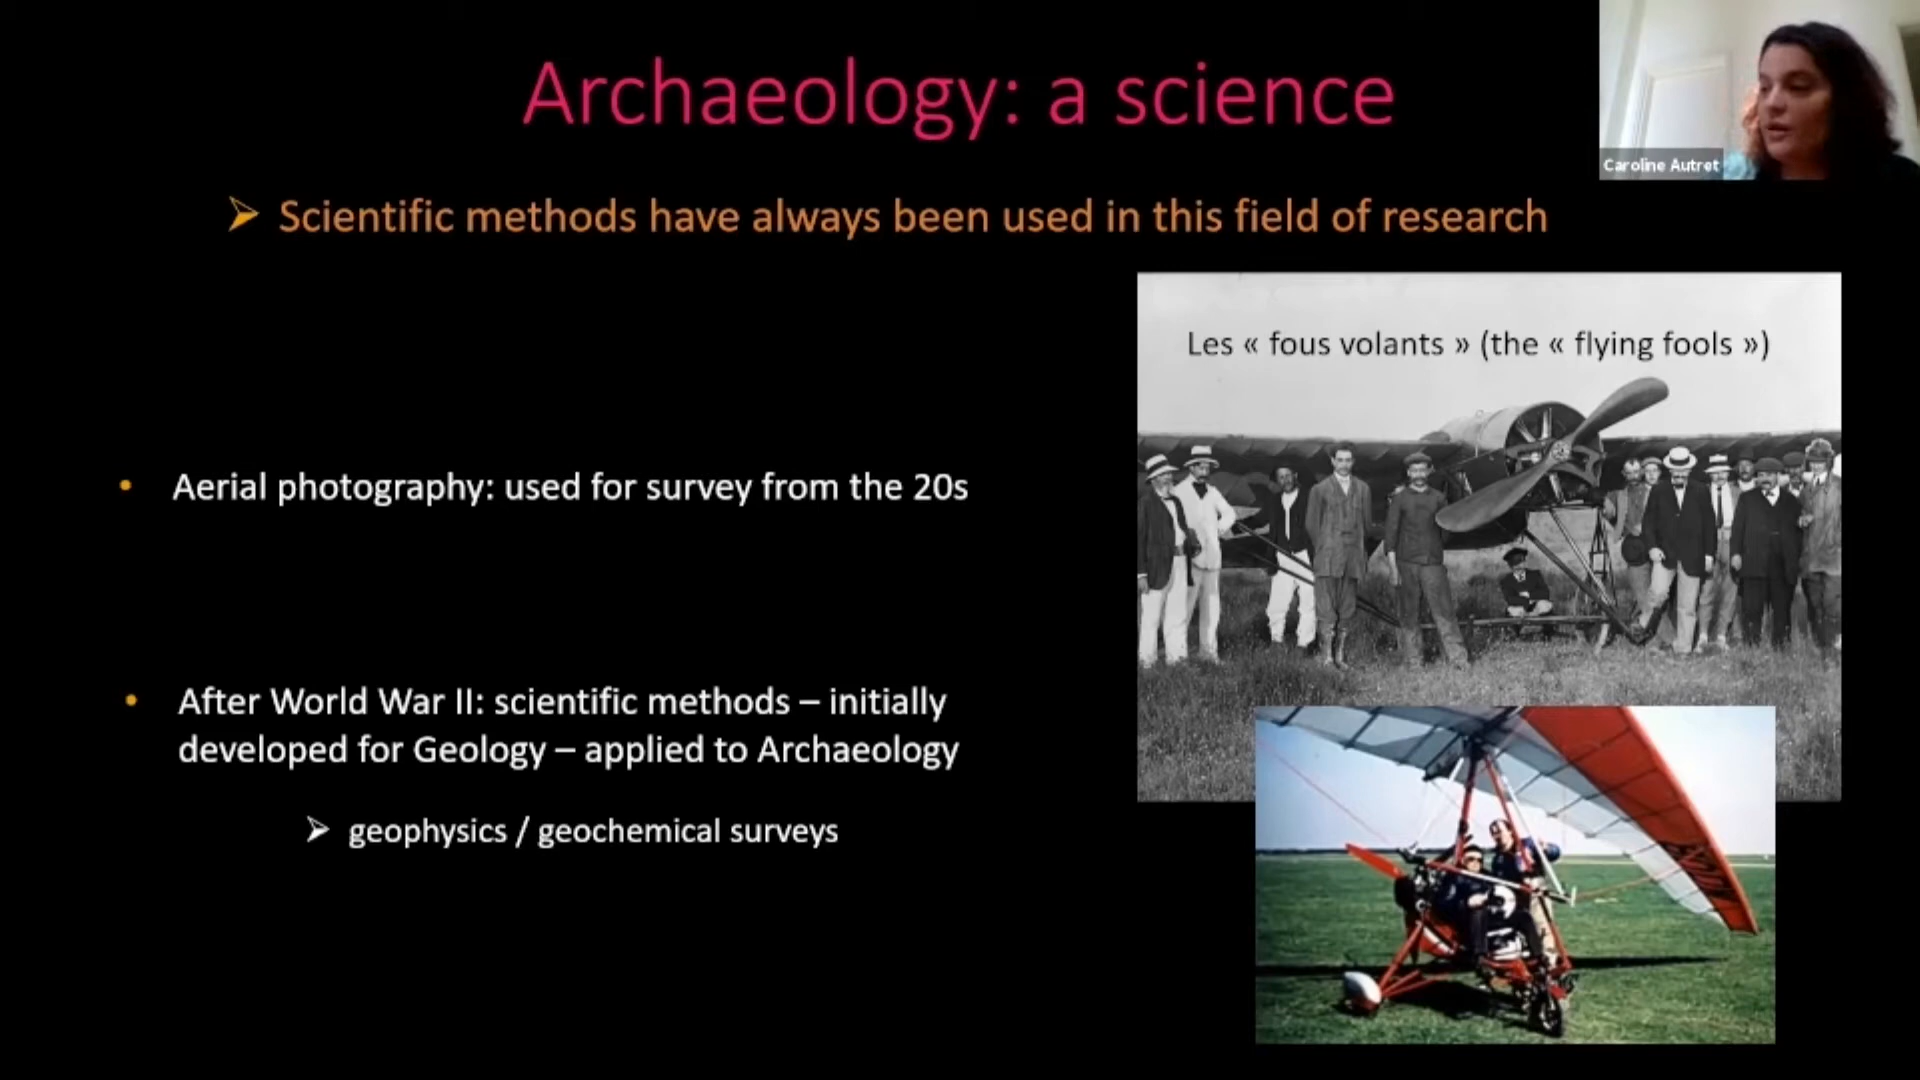 Archaeology: a science
Caroline Autret
➢ Scientific methods have always been used in this field of research
Les « fous volants » (the « flying fools »)
• Aerial photography: used for survey from the 20s
• After World War II: scientific methods – initially
developed for Geology – applied to Archaeology
➢ geophysics / geochemical surveys